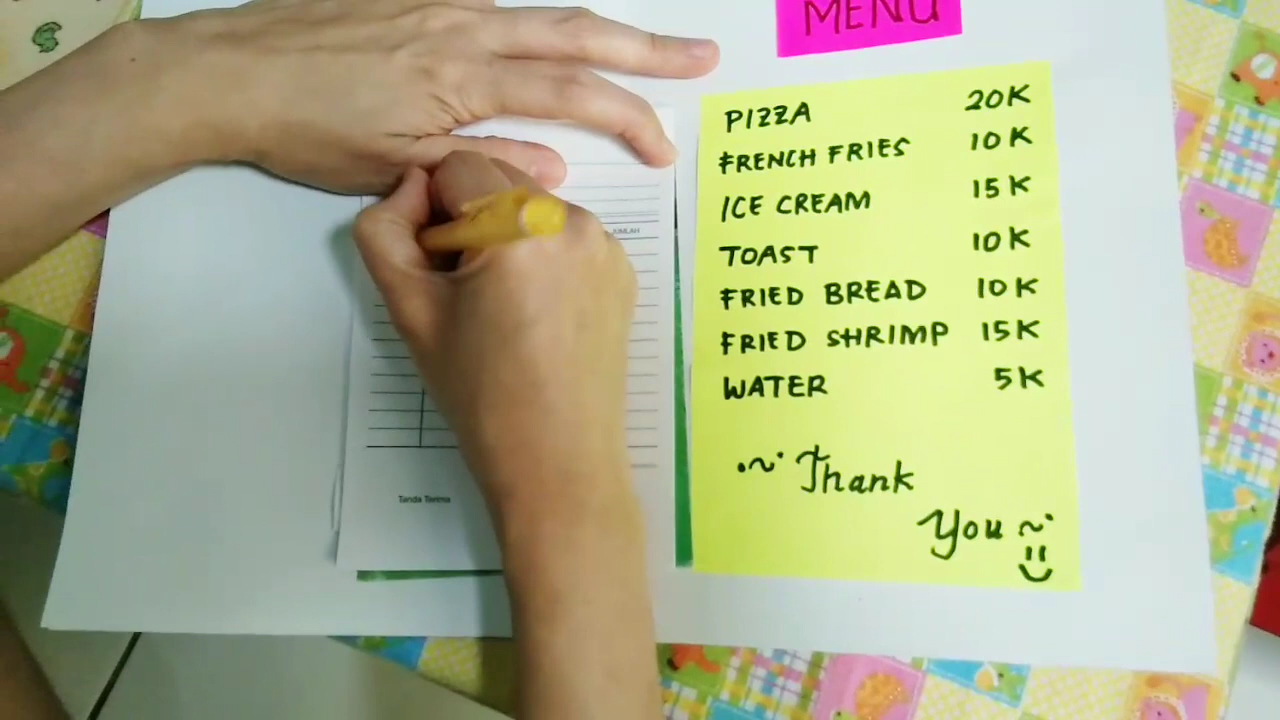 MENU
PIZZA 20K
FRENCH FRIES 10K
ICE CREAM 15K
TOAST 10K
FRIED BREAD 10K
FRIED SHRIMP 15K
WATER 5K
Thank
You
JUMLAH
Tanda Terima